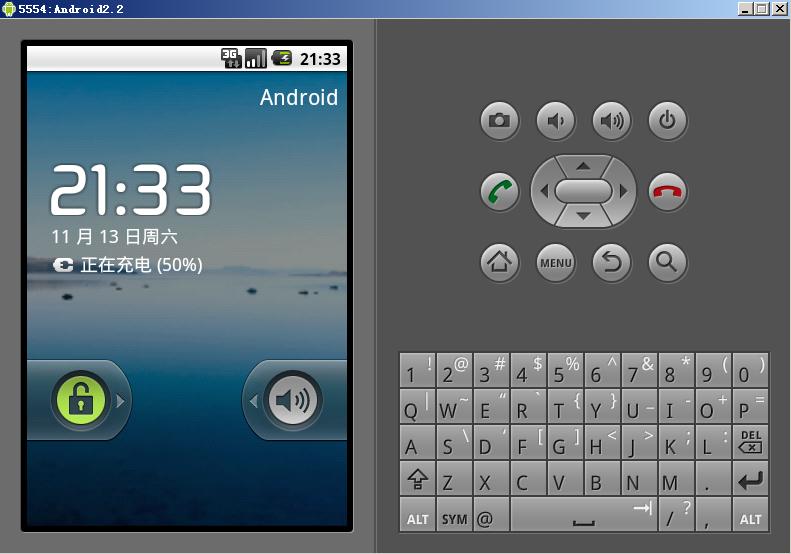 5554:Android2.2
3G 21:33
Android
21:33
11 月 13 日周六
正在充电 (50%)
MENU
1 ! 2 @ 3 # 4 $ 5 % 6 ^ 7 & 8 * 9 ( 0 )
Q | W ~ E “ R ` T { Y } U _ I - O + P =
A S \ D ‘ F [ G ] H < J > K ; L : DEL
Z X C V B N M .
ALT SYM @ / ? , ALT